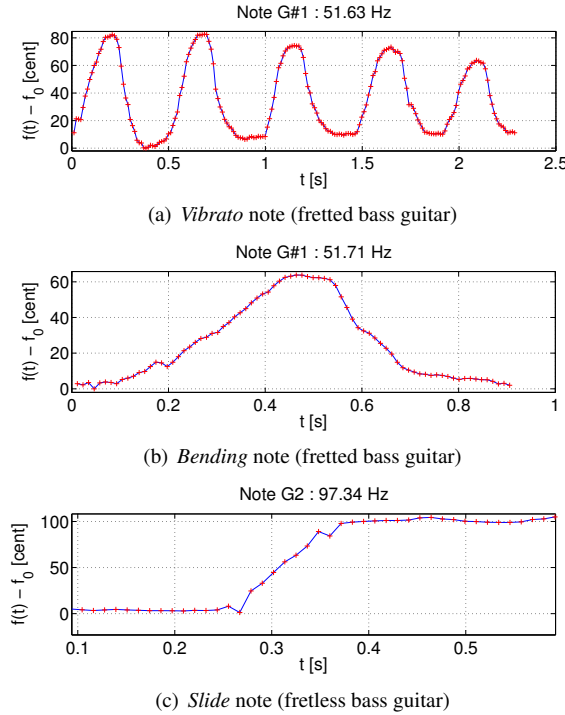 Note G#1 : 51.63 Hz
f(t) − f0 [cent]
80
60
40
20
0
0 0.5 1 1.5 2 2.5
t [s]
(a) Vibrato note (fretted bass guitar)
Note G#1 : 51.71 Hz
f(t) − f0 [cent]
60
40
20
0
0 0.2 0.4 0.6 0.8 1
t [s]
(b) Bending note (fretted bass guitar)
Note G2 : 97.34 Hz
f(t) − f0 [cent]
100
50
0
0.1 0.2 0.3 0.4 0.5
t [s]
(c) Slide note (fretless bass guitar)